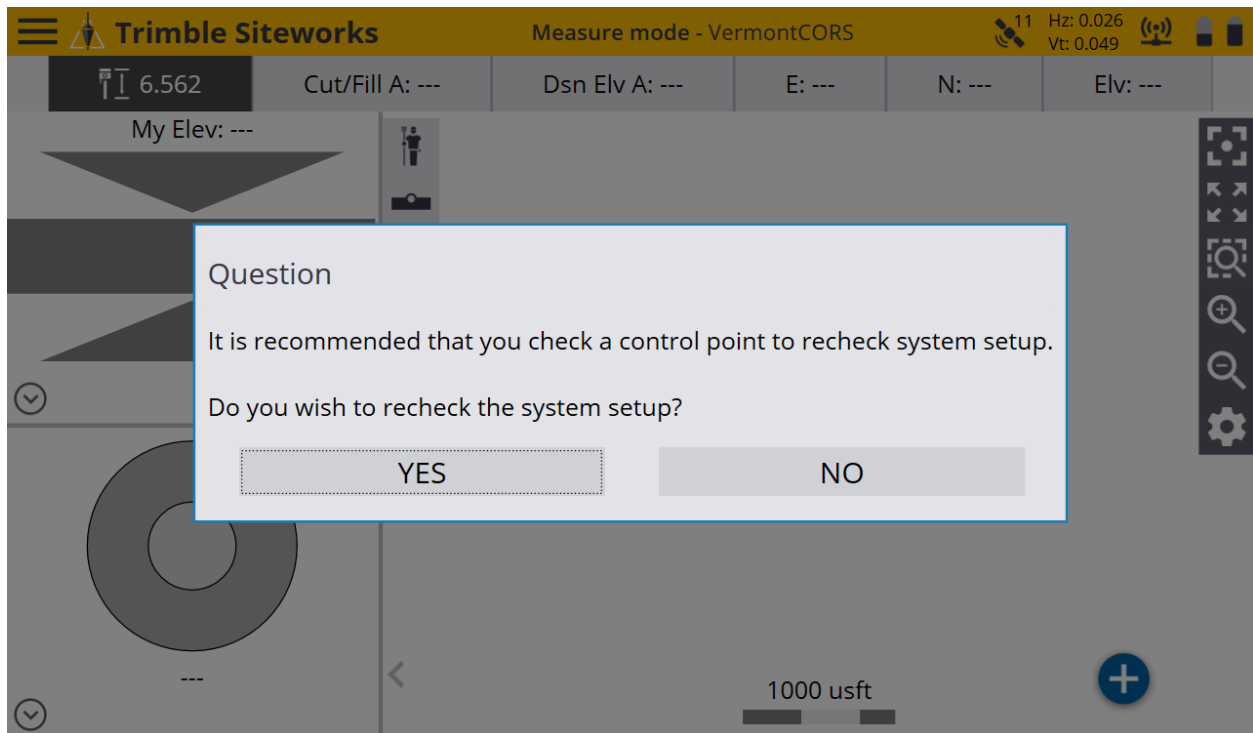 Trimble Siteworks
Measure mode - VermontCORS
11
Hz: 0.026
Vt: 0.049
6.562
Cut/Fill A: ---
Dsn Elv A: ---
E: ---
N: ---
Elv: ---
My Elev: ---
Question
It is recommended that you check a control point to recheck system setup.
Do you wish to recheck the system setup?
YES
NO
---
1000 usft